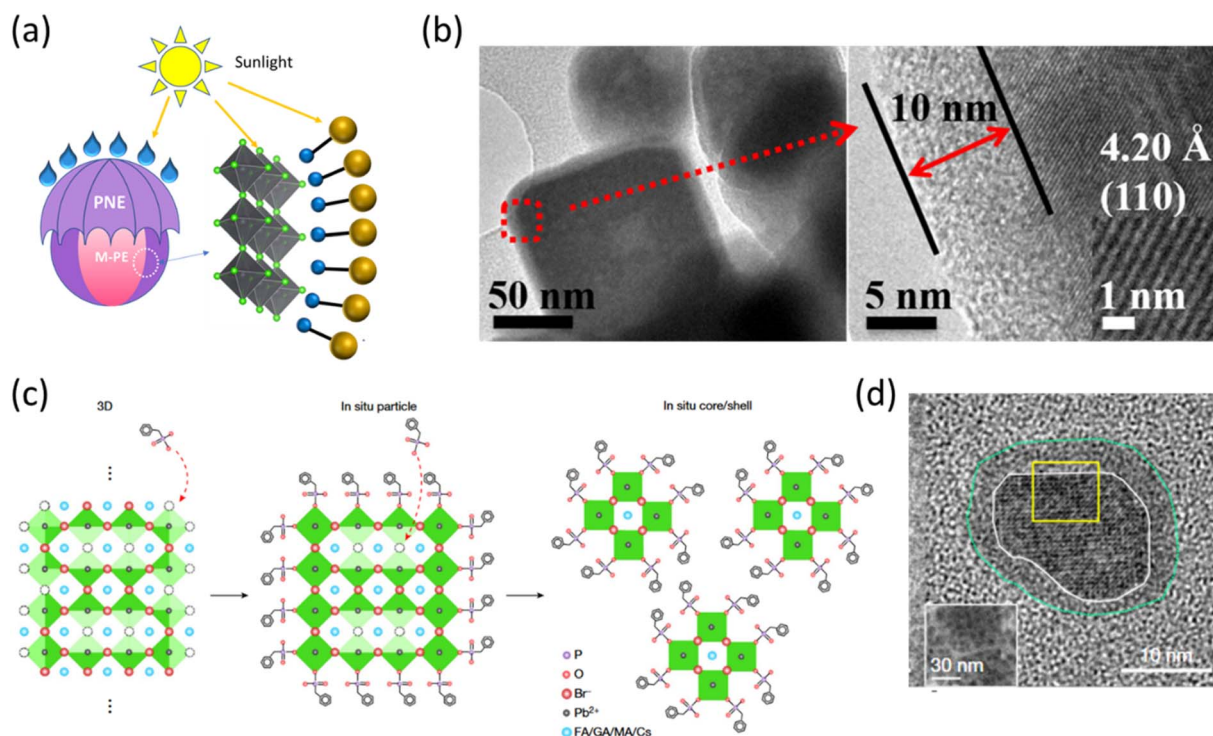 (a)
Sunlight
PNE
M-PE
(b)
50 nm
10 nm
4.20 Å
(110)
5 nm
1 nm
(c)
3D
In situ particle
In situ core/shell
P
O
Br⁻
Pb²⁺
FA/GA/MA/Cs
(d)
30 nm
10 nm